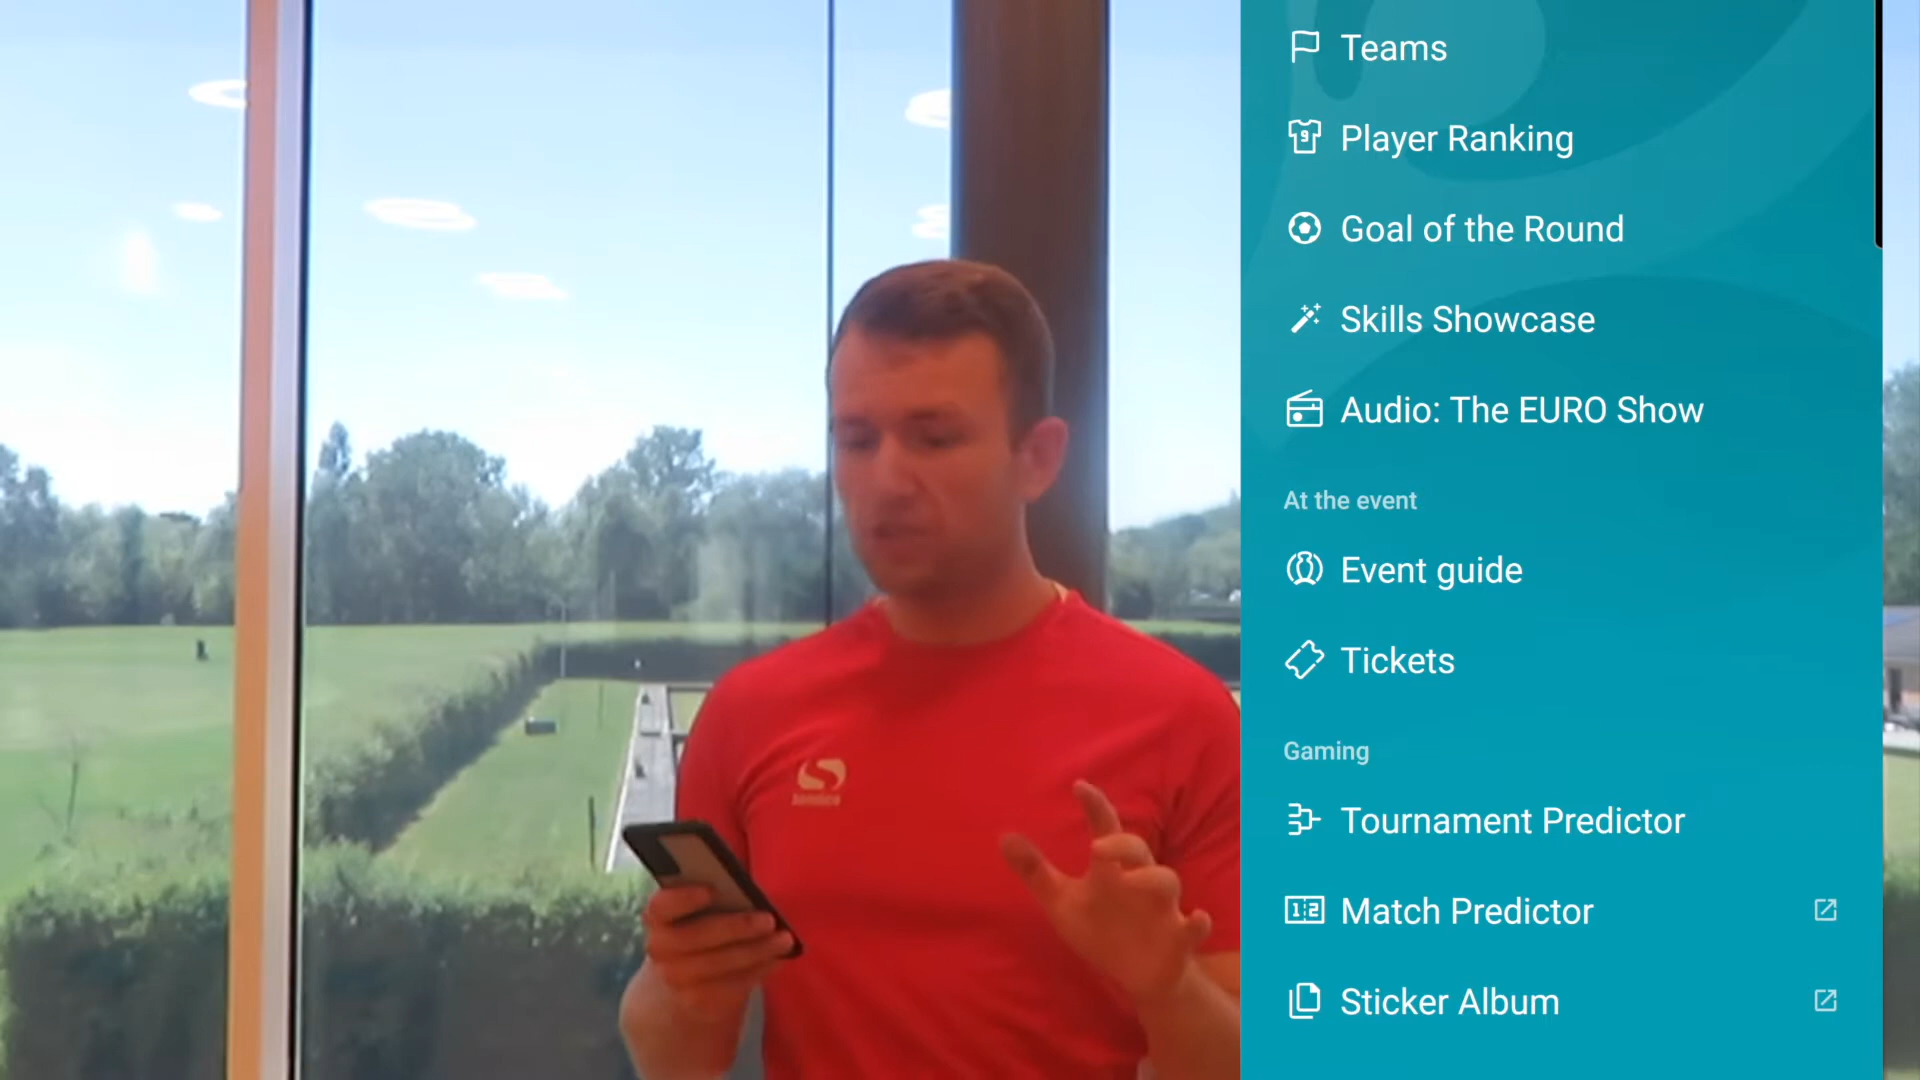 Teams
Player Ranking
Goal of the Round
Skills Showcase
Audio: The EURO Show
At the event
Event guide
Tickets
Gaming
Tournament Predictor
Match Predictor
Sticker Album